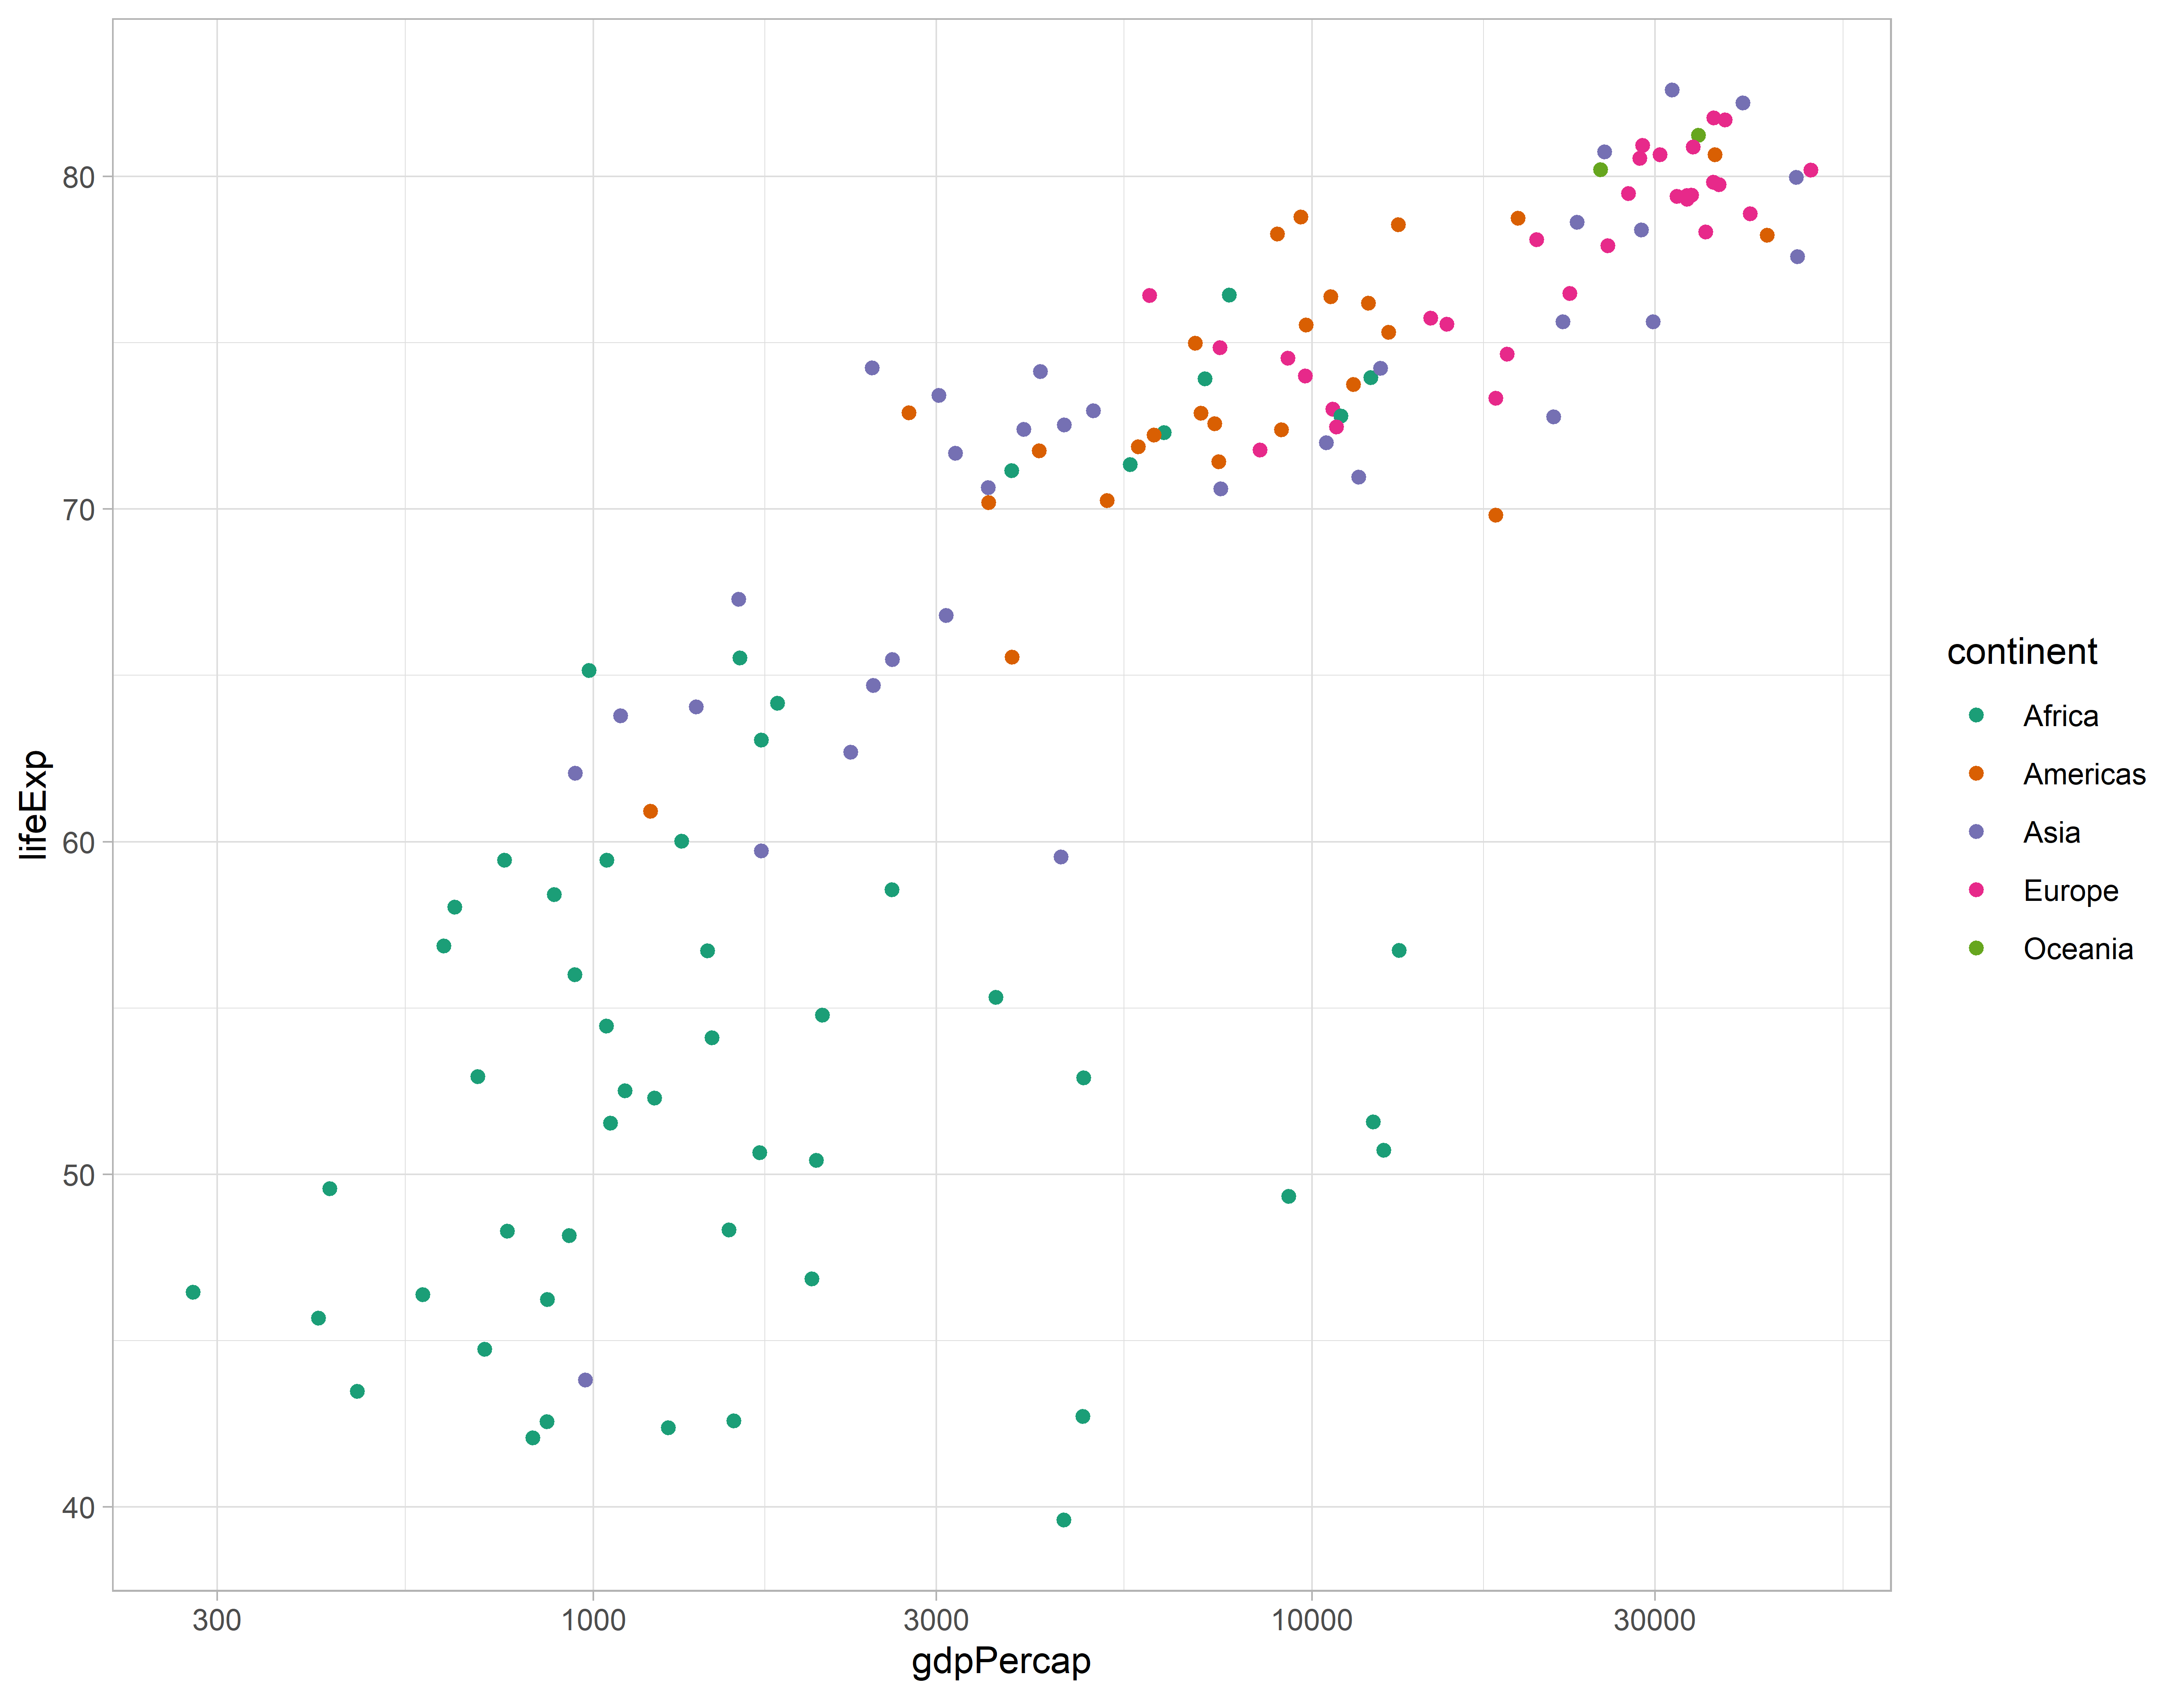 80
70
60
50
40
lifeExp
300
1000
3000
10000
30000
gdpPercap
continent
Africa
Americas
Asia
Europe
Oceania